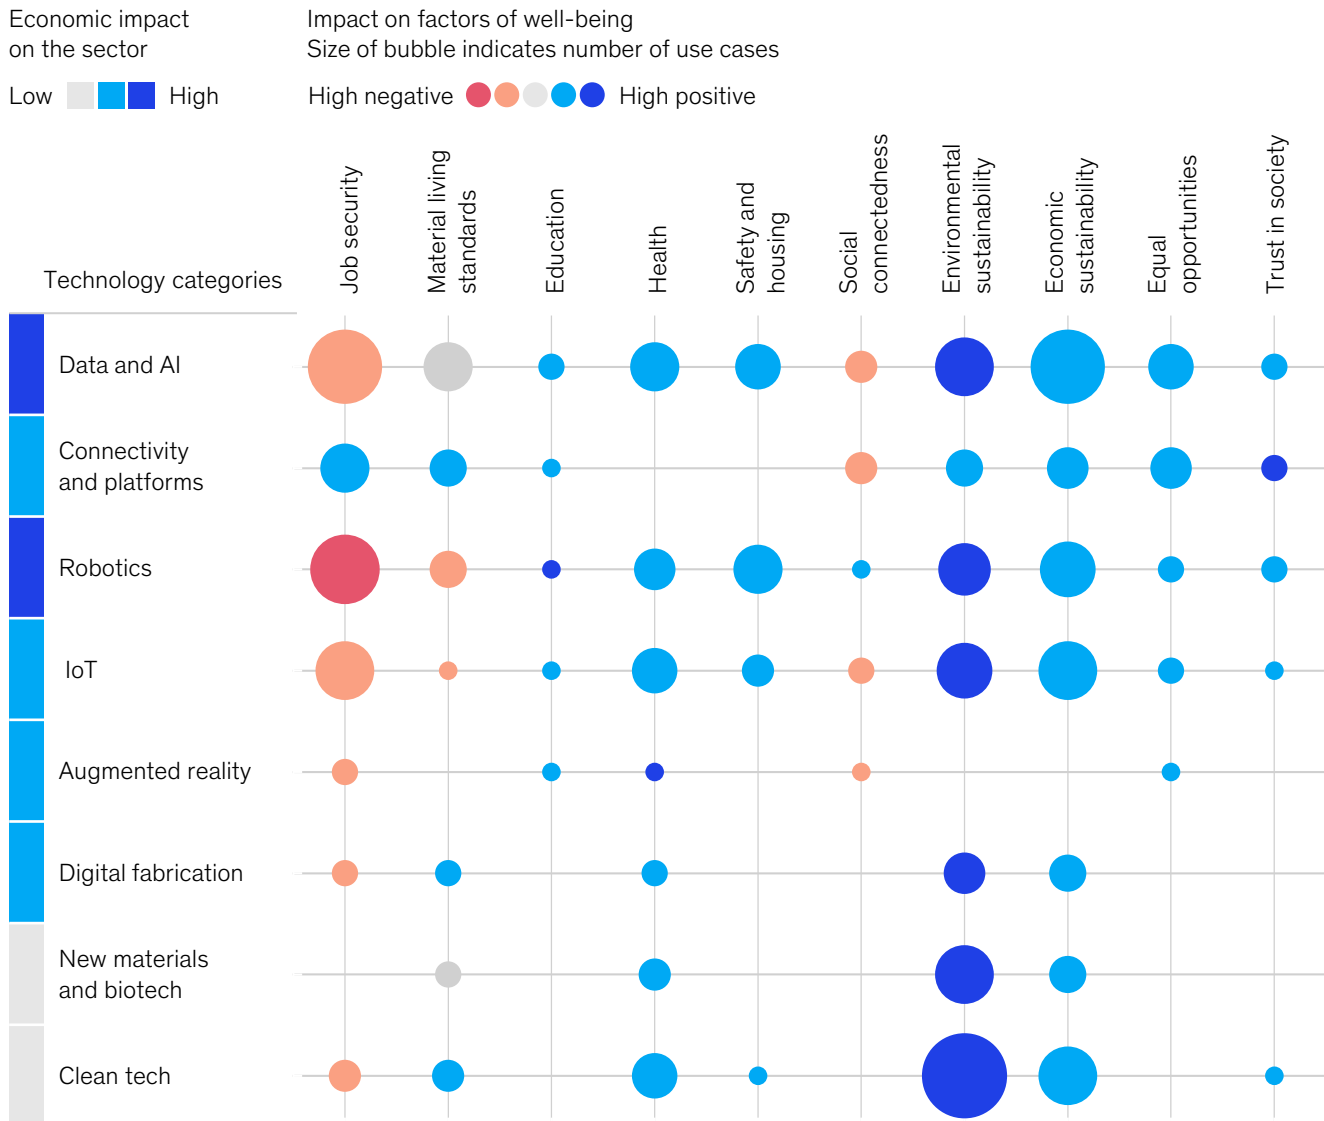 Economic impact
on the sector
Low
High
Impact on factors of well-being
Size of bubble indicates number of use cases
High negative
High positive
Technology categories
Job security
Material living
standards
Education
Health
Safety and
housing
Social
connectedness
Environmental
sustainability
Economic
sustainability
Equal
opportunities
Trust in society
Data and AI
Connectivity
and platforms
Robotics
IoT
Augmented reality
Digital fabrication
New materials
and biotech
Clean tech